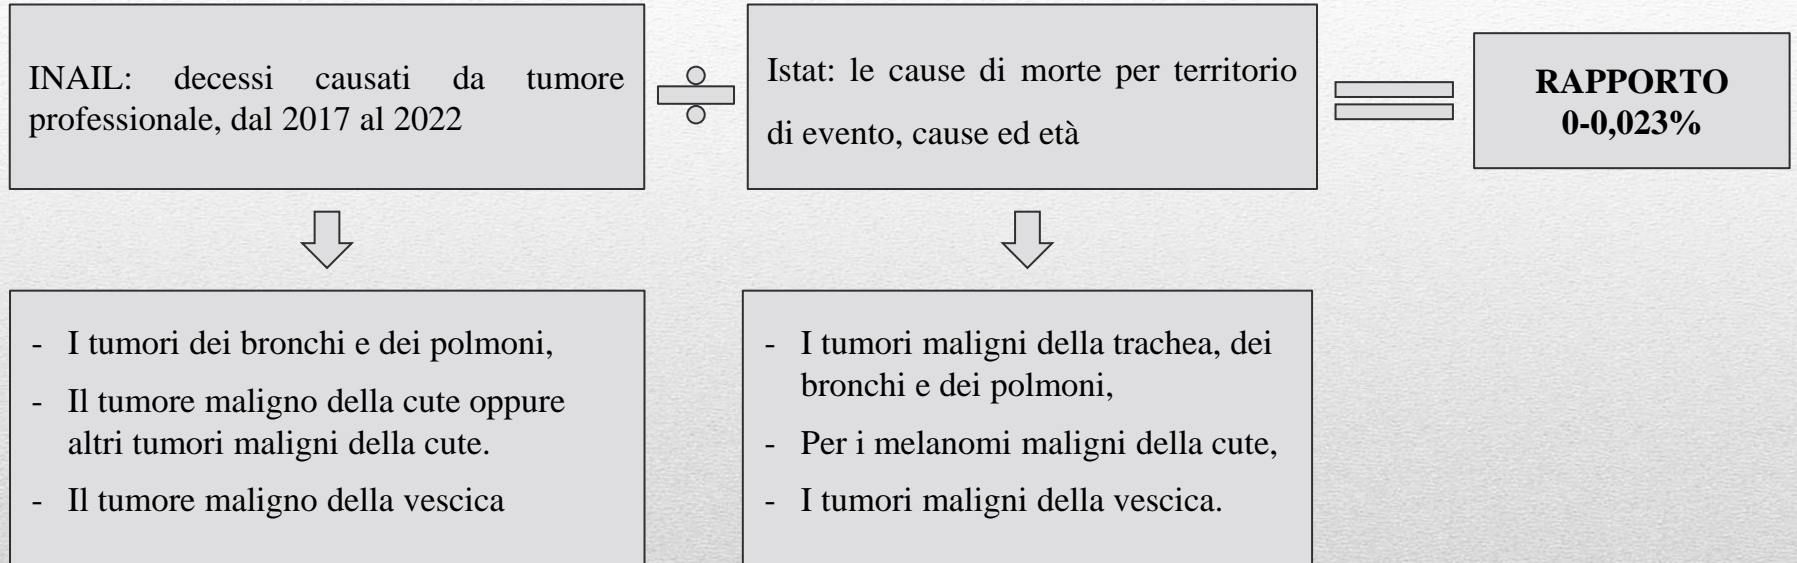 INAIL: decessi causati da tumore
professionale, dal 2017 al 2022
Istat: le cause di morte per territorio
di evento, cause ed età
RAPPORTO
0-0,023%
- I tumori dei bronchi e dei polmoni,
- Il tumore maligno della cute oppure
altri tumori maligni della cute.
- Il tumore maligno della vescica
- I tumori maligni della trachea, dei
bronchi e dei polmoni,
- Per i melanomi maligni della cute,
- I tumori maligni della vescica.